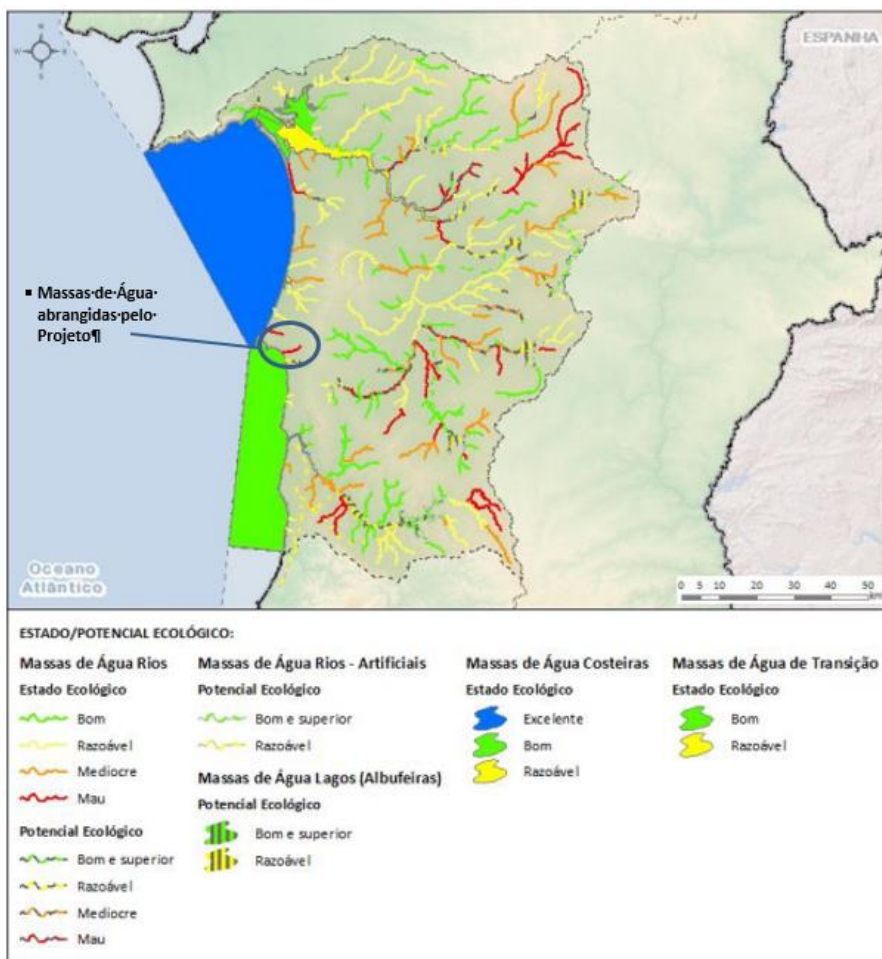 N
W
E
S
ESPANHA
▪ Massas·de·Água·
abrangidas·pelo·
Projeto¶
Oceano
Atlântico
0 5 10 20 30 40 50
km
ESTADO/POTENCIAL ECOLÓGICO:
Massas de Água Rios
Estado Ecológico
Bom
Razoável
Medíocre
Mau
Potencial Ecológico
Bom e superior
Razoável
Medíocre
Mau
Massas de Água Rios - Artificiais
Potencial Ecológico
Bom e superior
Razoável
Massas de Água Lagos (Albufeiras)
Potencial Ecológico
Bom e superior
Razoável
Massas de Água Costeiras
Estado Ecológico
Excelente
Bom
Razoável
Massas de Água de Transição
Estado Ecológico
Bom
Razoável